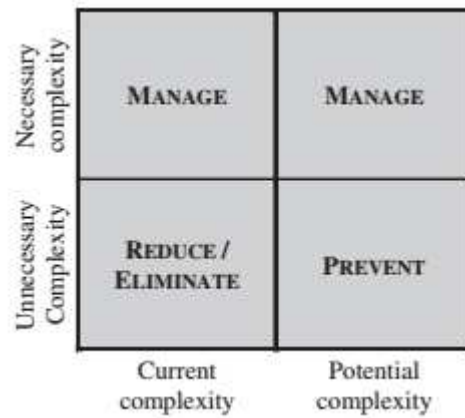 Necessary
complexity
MANAGE
MANAGE
Unnecessary
Complexity
REDUCE /
ELIMINATE
PREVENT
Current
complexity
Potential
complexity